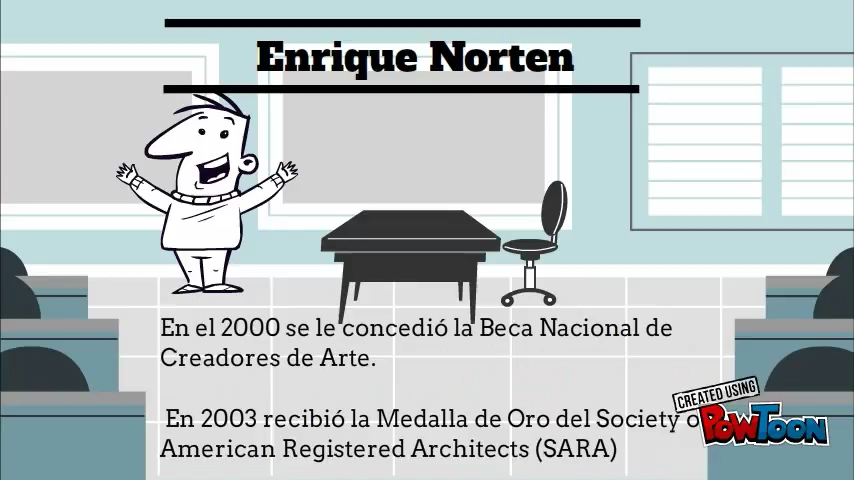 Enrique Norten
En el 2000 se le concedió la Beca Nacional de
Creadores de Arte.
En 2003 recibió la Medalla de Oro del Society o
American Registered Architects (SARA)
CREATED USING
POWTOON